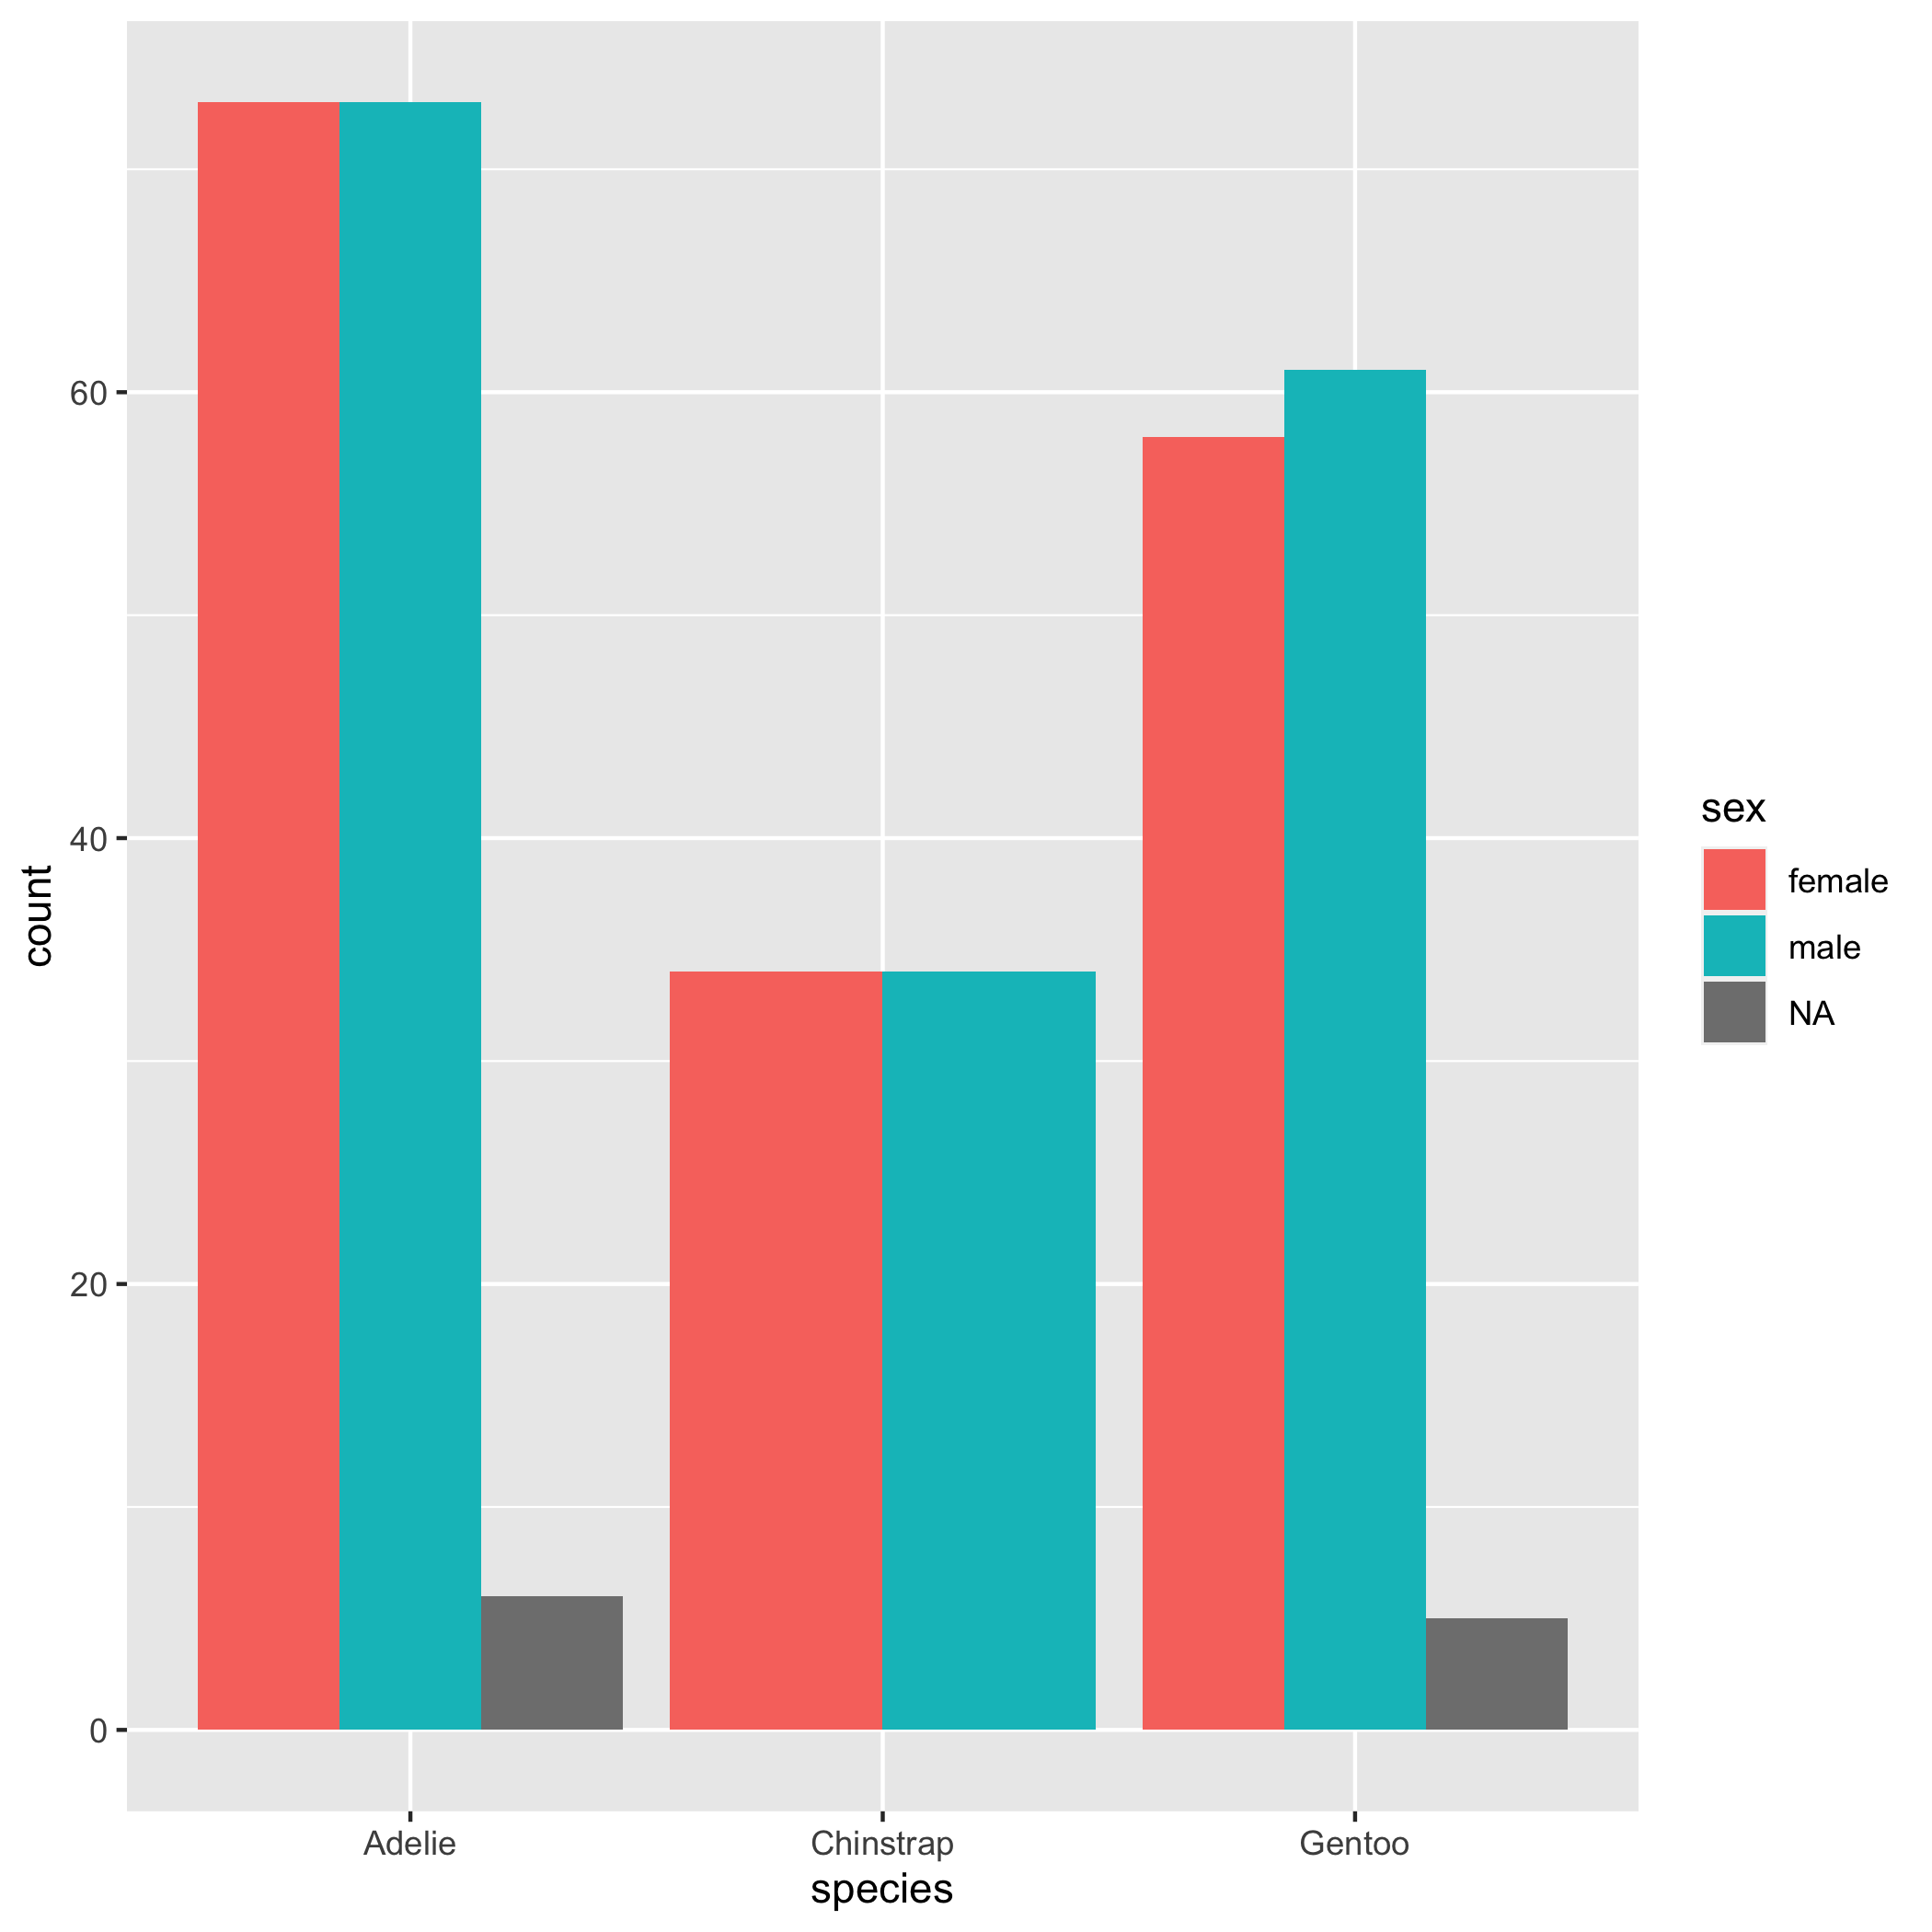 60
40
20
0
count
Adelie
Chinstrap
Gentoo
species
sex
female
male
NA